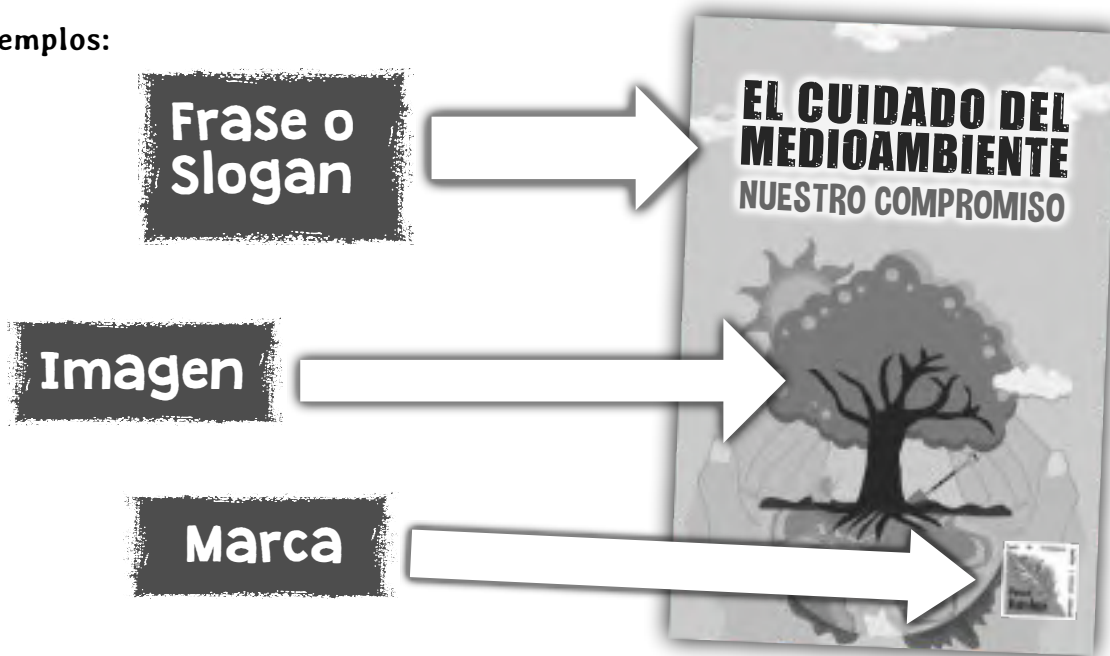 emplos:
Frase o
Slogan
EL CUIDADO DEL
MEDIOAMBIENTE
NUESTRO COMPROMISO
Imagen
Marca